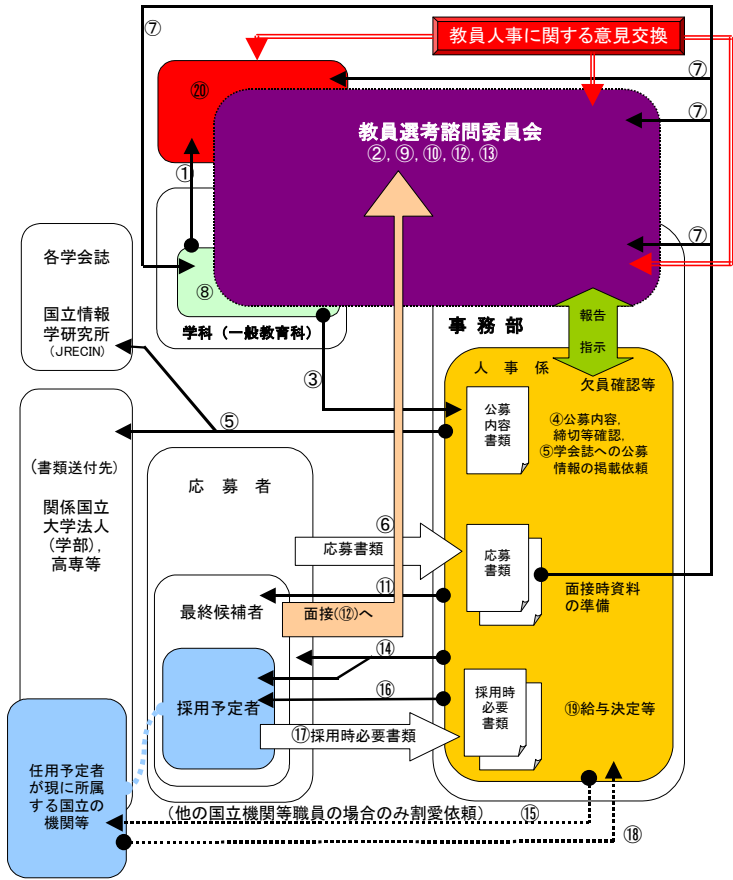 ⑦
教員人事に関する意見交換
⑦
⑳
⑦
教員選考諮問委員会
②, ⑨, ⑩, ⑫, ⑬
①
⑦
各学会誌
国立情報
学研究所
(JRECIN)
⑧
学科（一般教育科）
事 務 部
報告
指示
人 事 係
欠員確認等
③
公募
内容
書類
④公募内容,
締切等確認,
⑤学会誌への公募
情報の掲載依頼
⑤
(書類送付先)
関係国立
大学法人
(学部),
高専等
応 募 者
⑥
応募書類
応募
書類
⑪
面接時資料
の準備
最終候補者
面接(⑫)へ
⑭
採用予定者
⑯
採用時
必要
書類
⑲給与決定等
⑰採用時必要書類
任用予定者
が現に所属
する国立の
機関等
(他の国立機関等職員の場合のみ割愛依頼)
⑮
⑱